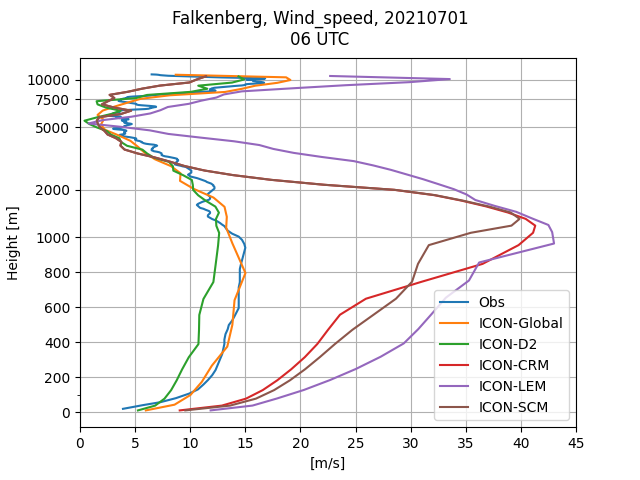 Falkenberg, Wind_speed, 20210701
06 UTC
10000
7500
5000
2000
1000
800
600
400
200
0
Height [m]
0 5 10 15 20 25 30 35 40 45
[m/s]
Obs
ICON-Global
ICON-D2
ICON-CRM
ICON-LEM
ICON-SCM